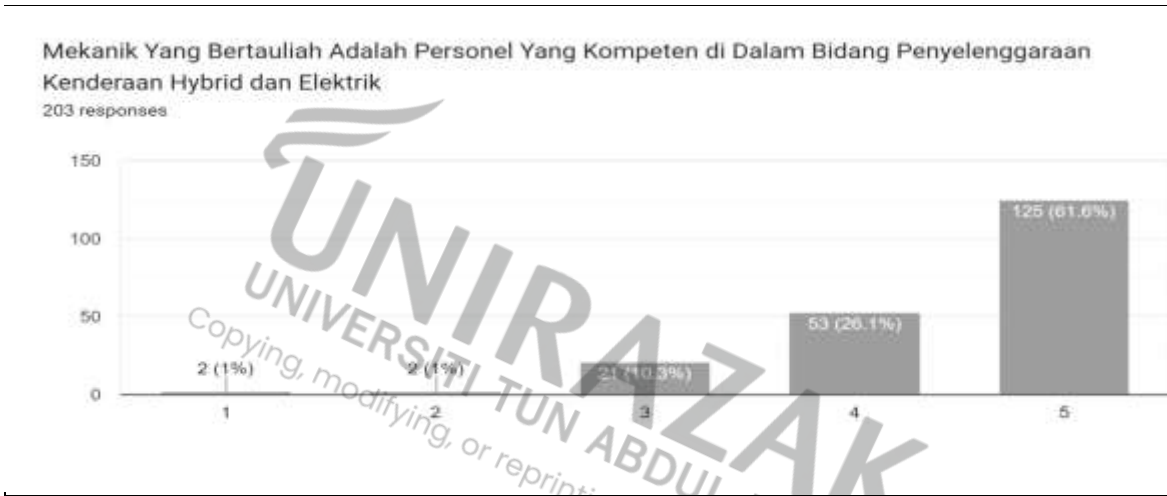 Mekanik Yang Bertauliah Adalah Personel Yang Kompeten di Dalam Bidang Penyelenggaraan
Kenderaan Hybrid dan Elektrik
203 responses
150
100
50
0
2 (1%)
2 (1%)
21 (10.3%)
53 (26.1%)
125 (61.6%)
1
2
3
4
5
UNIRAZAK
UNIVERSITI TUN ABDUL
Copying, modifying, or